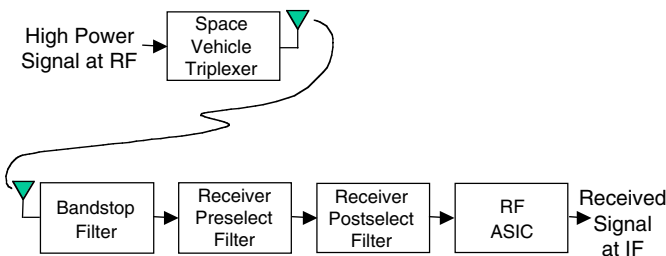 High Power
Signal at RF
Space
Vehicle
Triplexer
Bandstop
Filter
Receiver
Preselect
Filter
Receiver
Postselect
Filter
RF
ASIC
Received
Signal
at IF